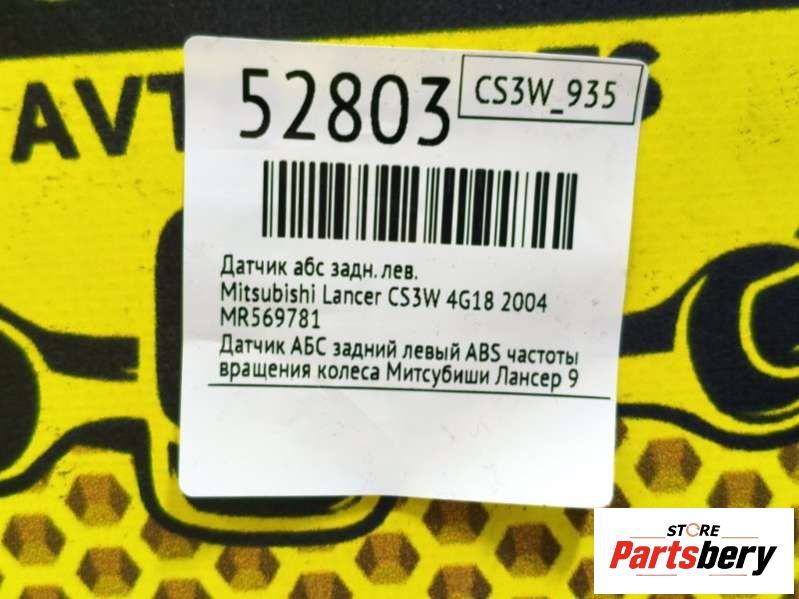 52803
CS3W_935
Датчик абс задн. лев.
Mitsubishi Lancer CS3W 4G18 2004
MR569781
Датчик АБС задний левый ABS частоты
вращения колеса Митсубиши Лансер 9
STORE
Partsbery